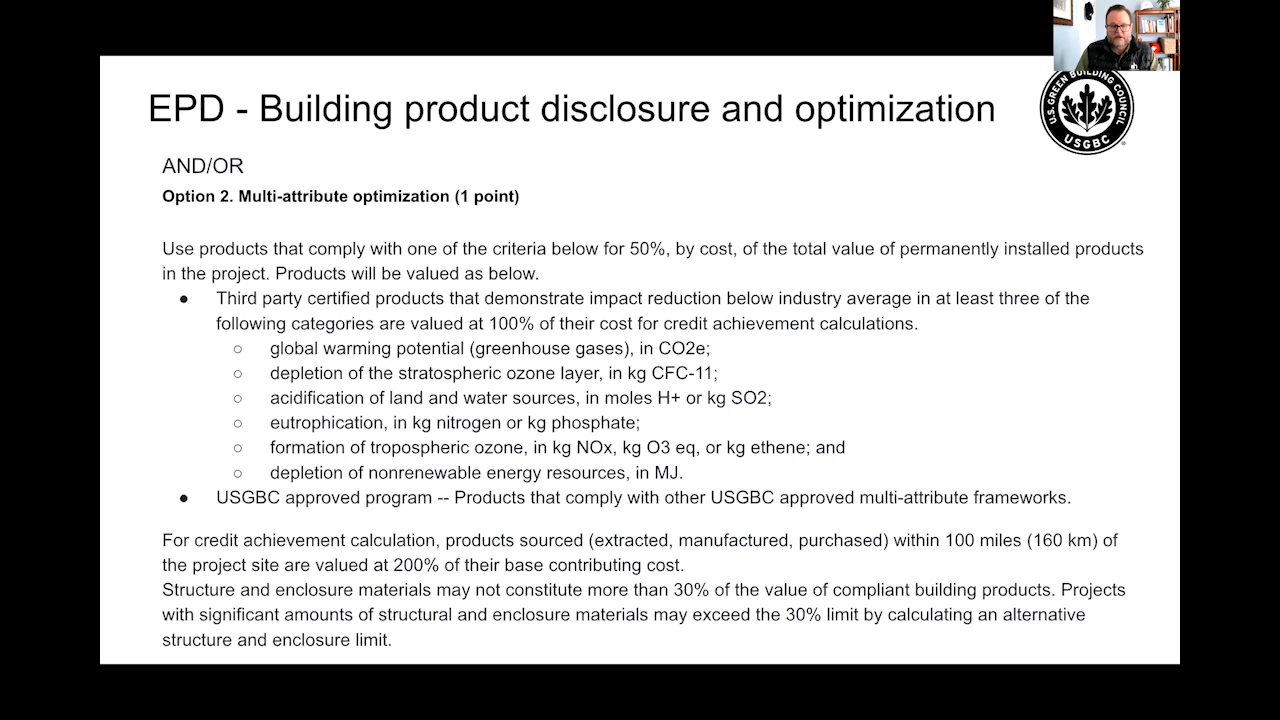 EPD - Building product disclosure and optimization
U.S. GREEN BUILDING COUNCIL
USGBC
®
AND/OR
Option 2. Multi-attribute optimization (1 point)
Use products that comply with one of the criteria below for 50%, by cost, of the total value of permanently installed products
in the project. Products will be valued as below.
● Third party certified products that demonstrate impact reduction below industry average in at least three of the
following categories are valued at 100% of their cost for credit achievement calculations.
○ global warming potential (greenhouse gases), in CO2e;
○ depletion of the stratospheric ozone layer, in kg CFC-11;
○ acidification of land and water sources, in moles H+ or kg SO2;
○ eutrophication, in kg nitrogen or kg phosphate;
○ formation of tropospheric ozone, in kg NOx, kg O3 eq, or kg ethene; and
○ depletion of nonrenewable energy resources, in MJ.
● USGBC approved program -- Products that comply with other USGBC approved multi-attribute frameworks.
For credit achievement calculation, products sourced (extracted, manufactured, purchased) within 100 miles (160 km) of
the project site are valued at 200% of their base contributing cost.
Structure and enclosure materials may not constitute more than 30% of the value of compliant building products. Projects
with significant amounts of structural and enclosure materials may exceed the 30% limit by calculating an alternative
structure and enclosure limit.